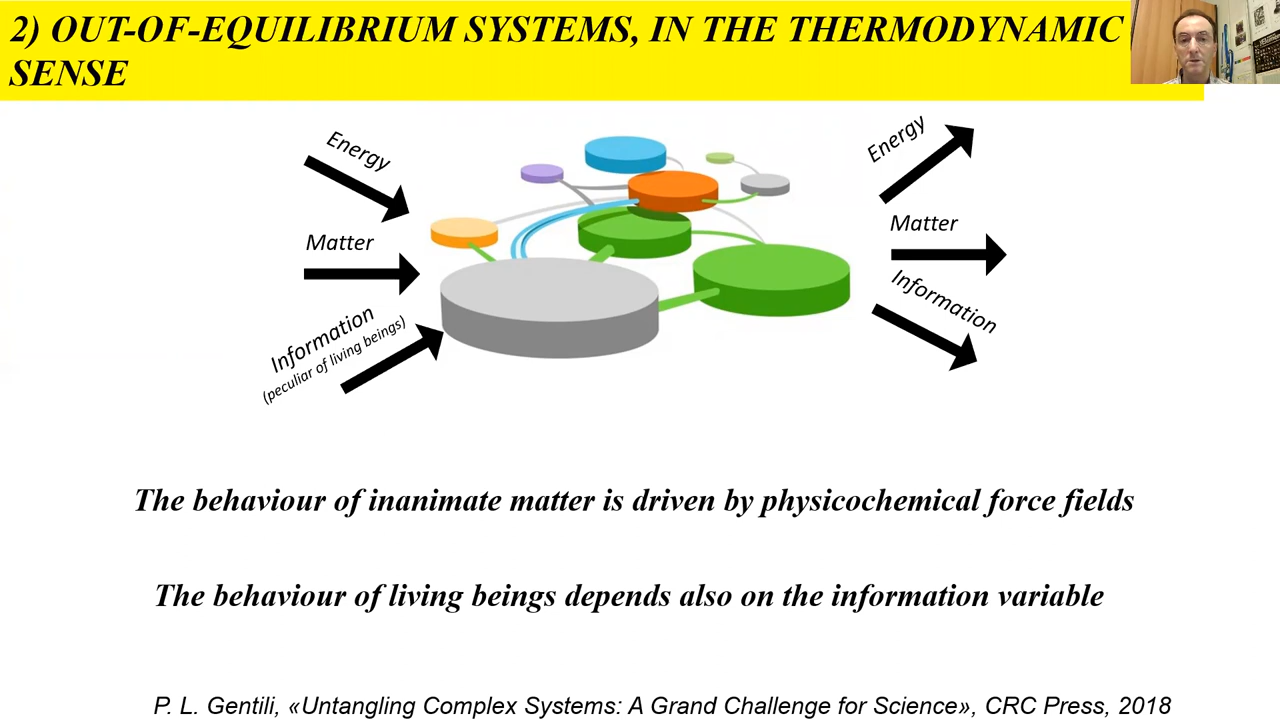 2) OUT-OF-EQUILIBRIUM SYSTEMS, IN THE THERMODYNAMIC
SENSE
Energy
Matter
Information
(peculiar of living beings)
Energy
Matter
Information
The behaviour of inanimate matter is driven by physicochemical force fields
The behaviour of living beings depends also on the information variable
P. L. Gentili, «Untangling Complex Systems: A Grand Challenge for Science», CRC Press, 2018